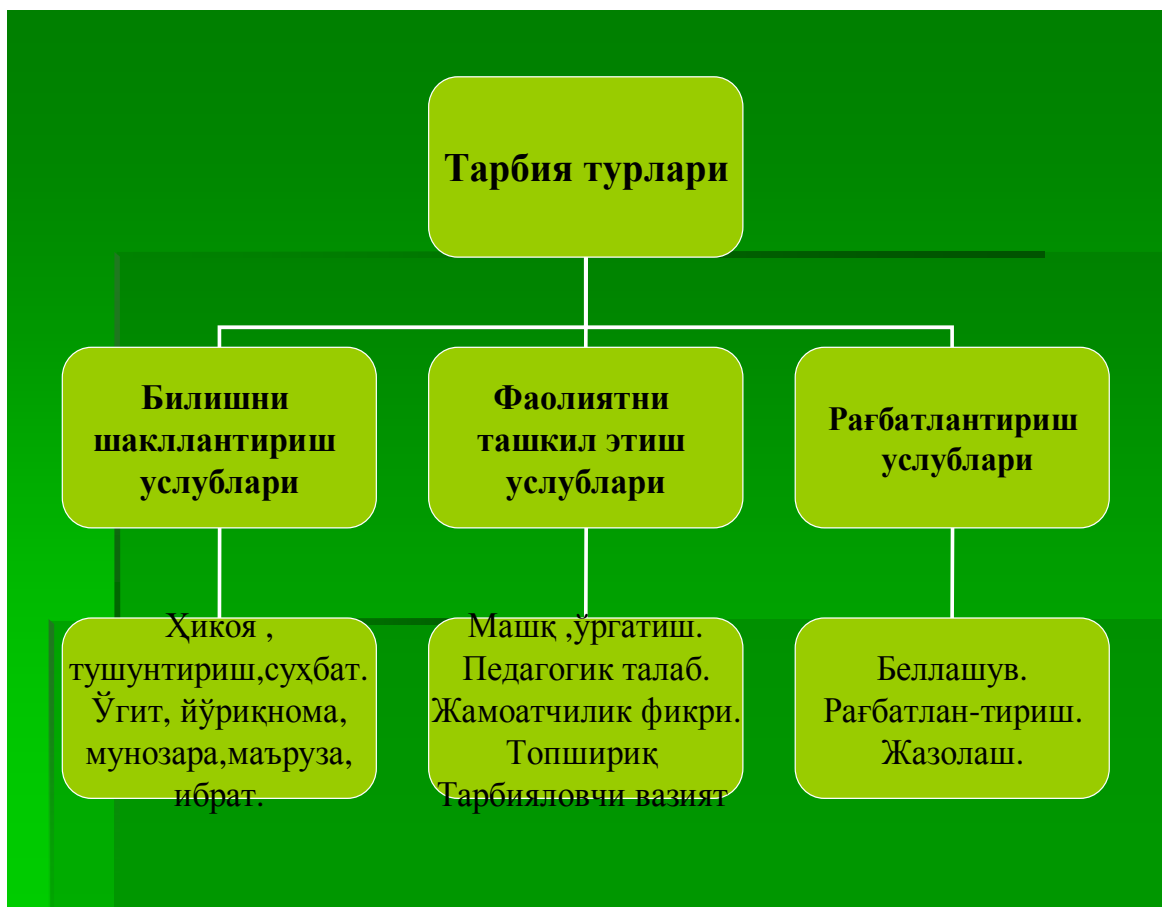 Тарбия турлари
Билишни
шакллантириш
услублари
Фаолиятни
ташкил этиш
услублари
Рағбатлантириш
услублари
Ҳикоя ,
тушунтириш,суҳбат.
Ўгит, йўриқнома,
мунозара,маъруза,
ибрат.
Машқ ,ўргатиш.
Педагогик талаб.
Жамоатчилик фикри.
Топшириқ
Тарбияловчи вазият
Беллашув.
Рағбатлан-тириш.
Жазолаш.